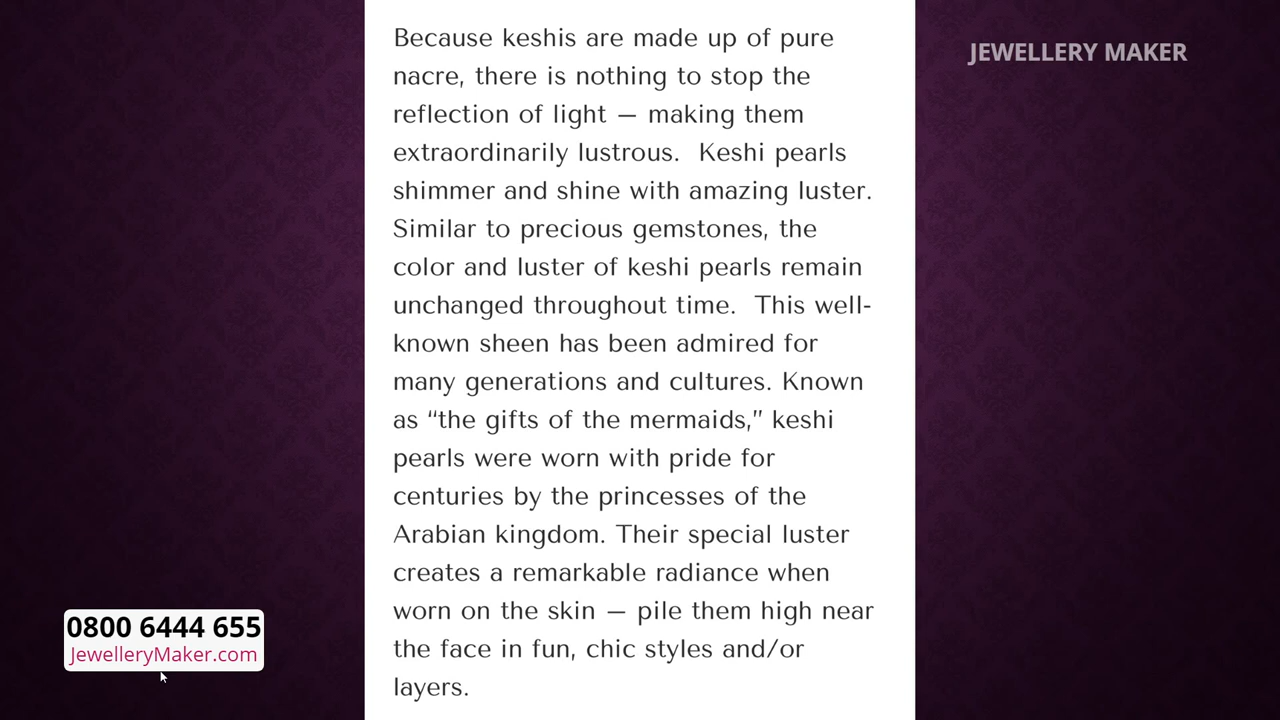 Because keshis are made up of pure
nacre, there is nothing to stop the
reflection of light – making them
extraordinarily lustrous.  Keshi pearls
shimmer and shine with amazing luster.
Similar to precious gemstones, the
color and luster of keshi pearls remain
unchanged throughout time.  This well-
known sheen has been admired for
many generations and cultures. Known
as “the gifts of the mermaids,” keshi
pearls were worn with pride for
centuries by the princesses of the
Arabian kingdom. Their special luster
creates a remarkable radiance when
worn on the skin – pile them high near
the face in fun, chic styles and/or
layers.
JEWELLERY MAKER
0800 6444 655
JewelleryMaker.com